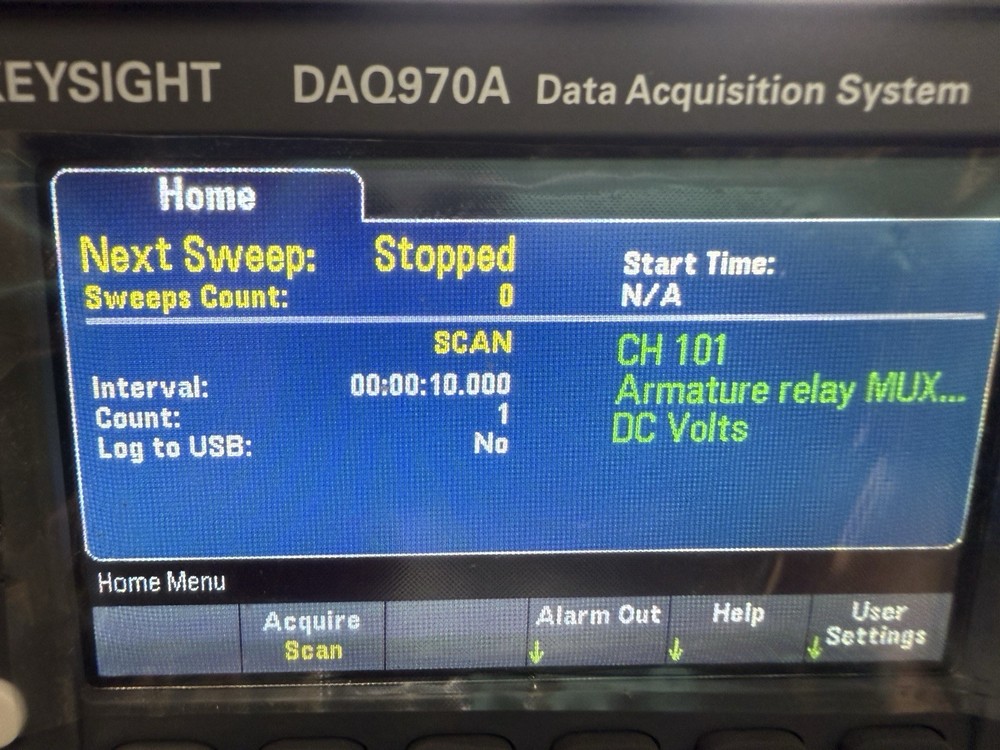 KEYSIGHT DAQ970A Data Acquisition System
Home
Next Sweep: Stopped
Sweeps Count: 0
Start Time:
N/A
SCAN
Interval: 00:00:10.000
Count: 1
Log to USB: No
CH 101
Armature relay MUX...
DC Volts
Home Menu
Acquire
Scan
Alarm Out
Help
User
Settings